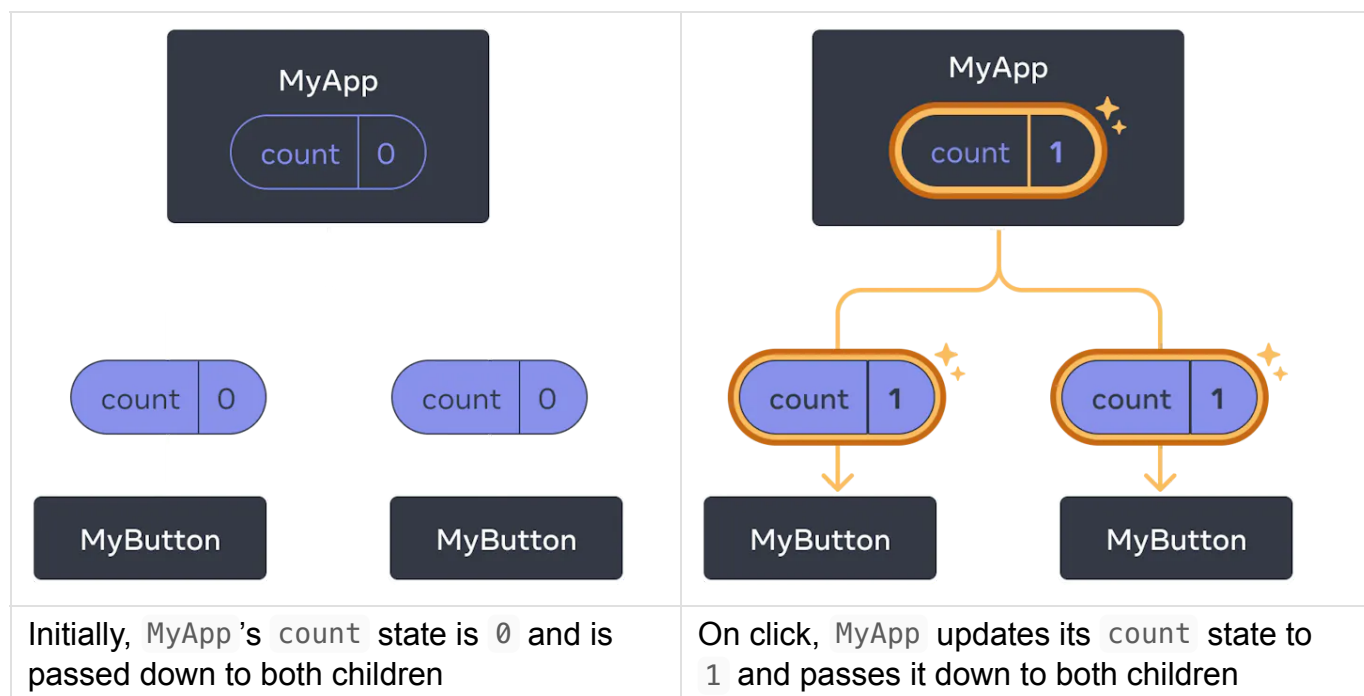 MyApp
count 0
count 0
count 0
MyButton
MyButton
Initially, MyApp’s count state is 0 and is
passed down to both children
MyApp
count 1
count 1
count 1
MyButton
MyButton
On click, MyApp updates its count state to
1 and passes it down to both children